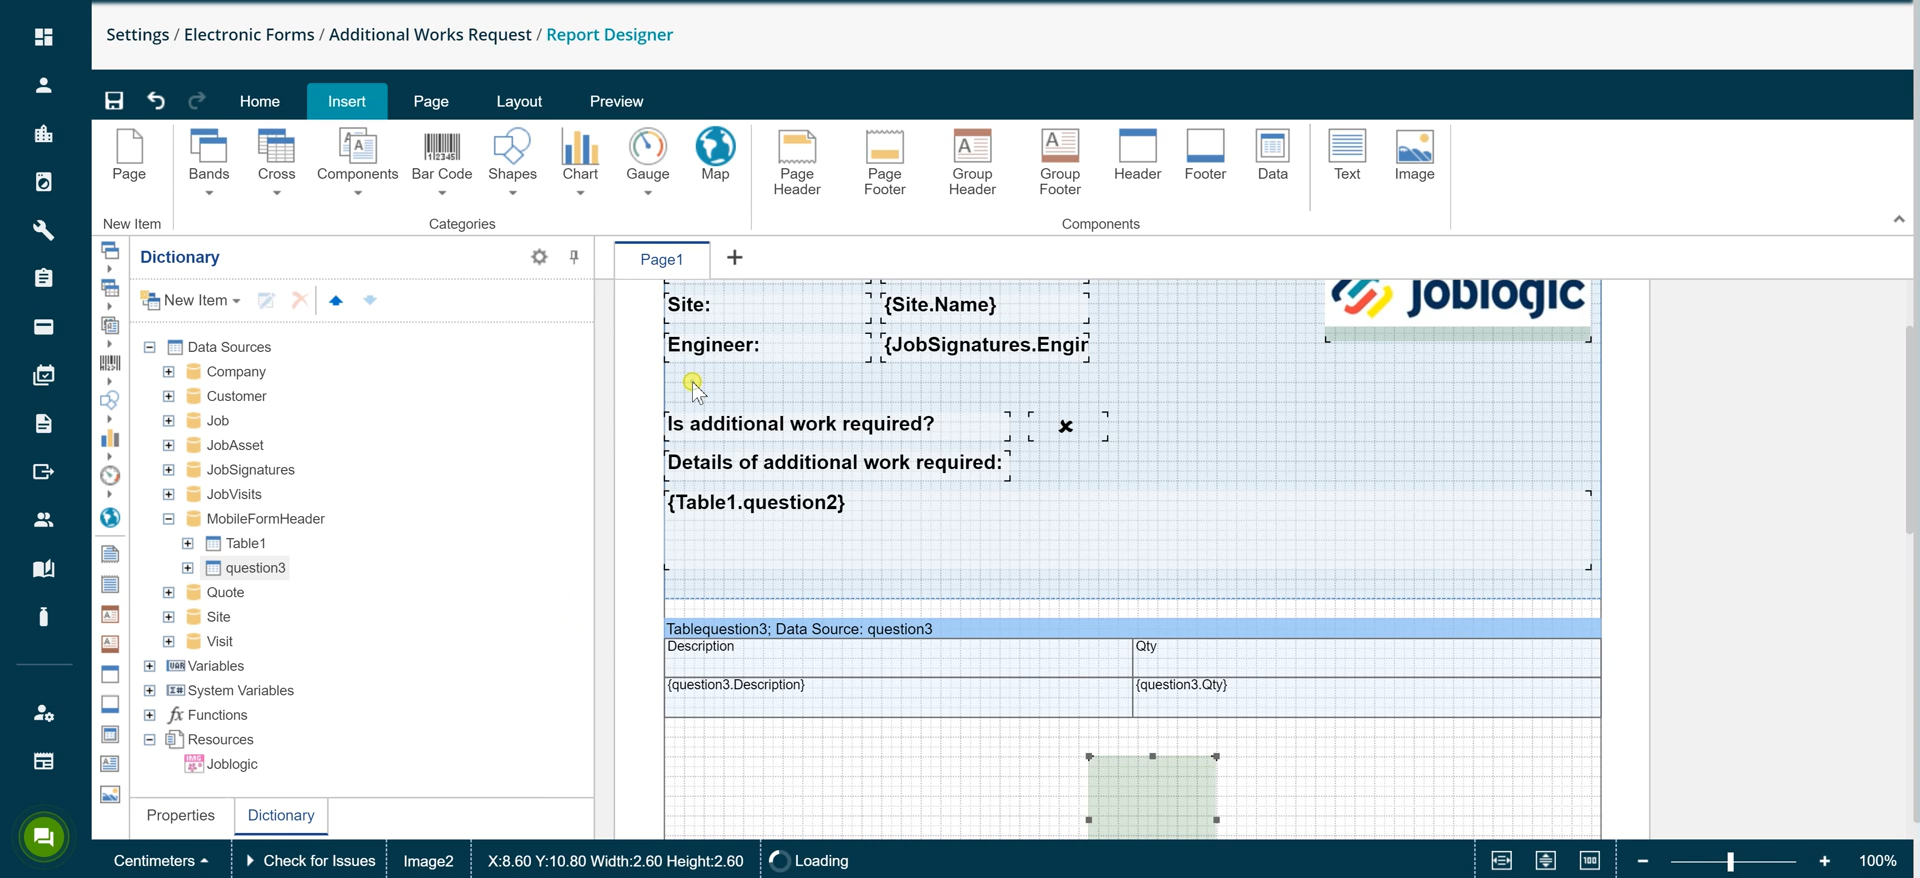 Settings / Electronic Forms / Additional Works Request / Report Designer
Home Insert Page Layout Preview
Page Bands Cross Components Bar Code Shapes Chart Gauge Map Page Header Page Footer Group Header Group Footer Header Footer Data Text Image
New Item Categories Components
Dictionary
Page1 +
New Item
Data Sources
Company
Customer
Job
JobAsset
JobSignatures
JobVisits
MobileFormHeader
Table1
question3
Quote
Site
Visit
Variables
System Variables
Functions
Resources
Joblogic
Properties Dictionary
joblogic
Site: {Site.Name}
Engineer: {JobSignatures.Engir
Is additional work required?
Details of additional work required:
{Table1.question2}
Tablequestion3; Data Source: question3
Description Qty
{question3.Description} {question3.Qty}
Centimeters Check for Issues Image2 X:8.60 Y:10.80 Width:2.60 Height:2.60 Loading 100%